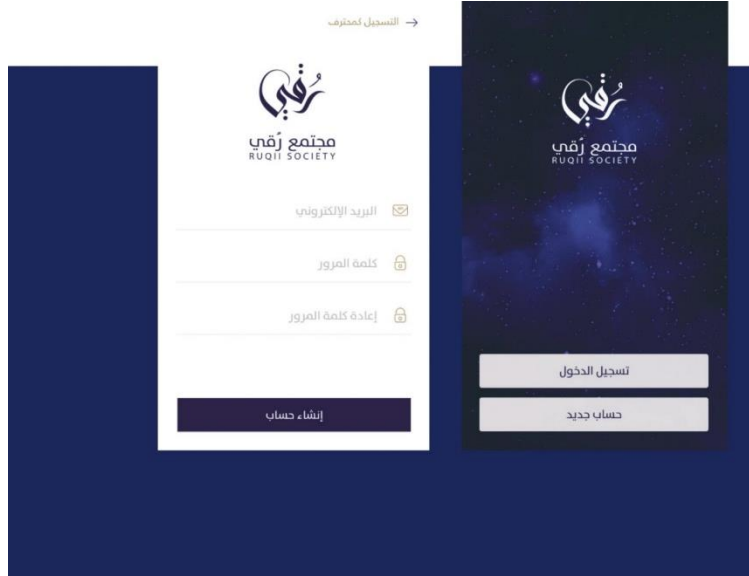 رُقي
مجتمع رُقي
RUQII SOCIETY
تسجيل الدخول
حساب جديد
التسجيل كمحترف
رُقي
مجتمع رُقي
RUQII SOCIETY
البريد الإلكتروني
كلمة المرور
إعادة كلمة المرور
إنشاء حساب